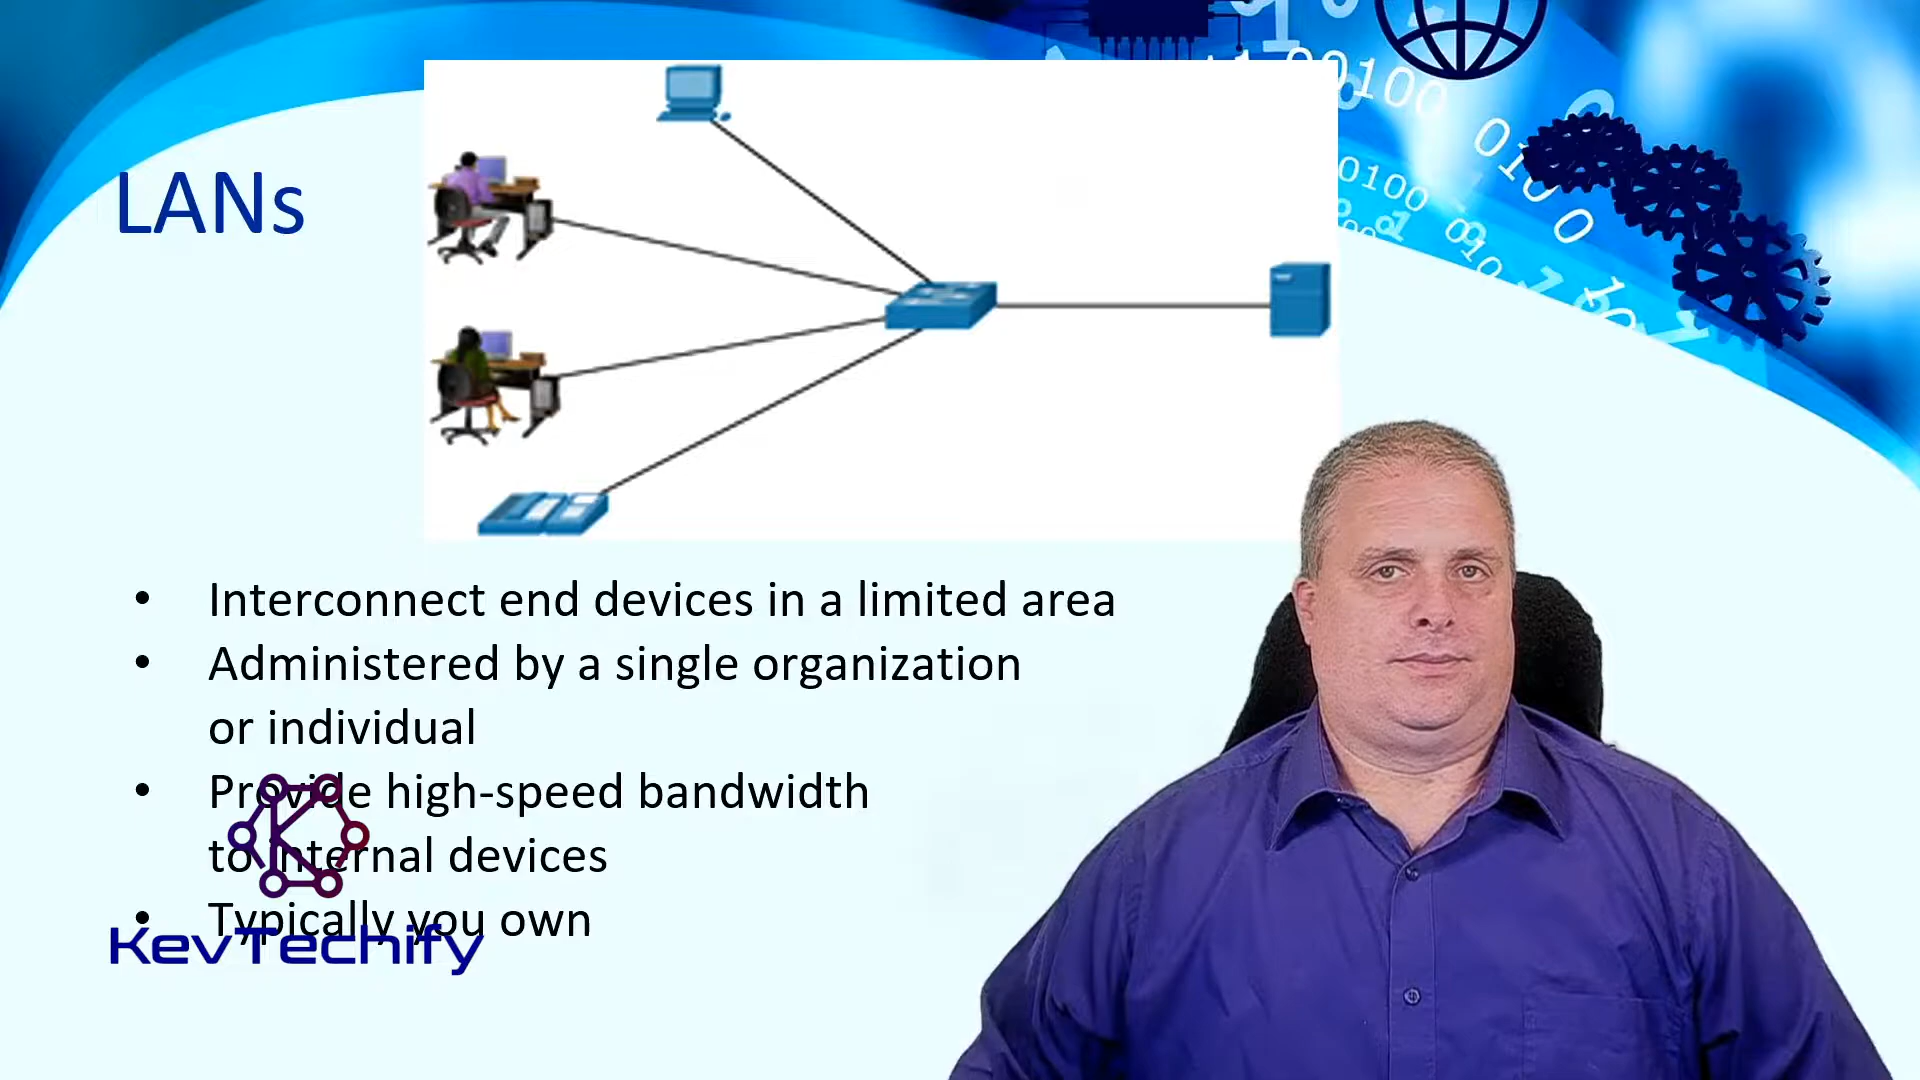 LANs
• Interconnect end devices in a limited area
• Administered by a single organization
or individual
• Provide high-speed bandwidth
to internal devices
• Typically you own
KevTechify